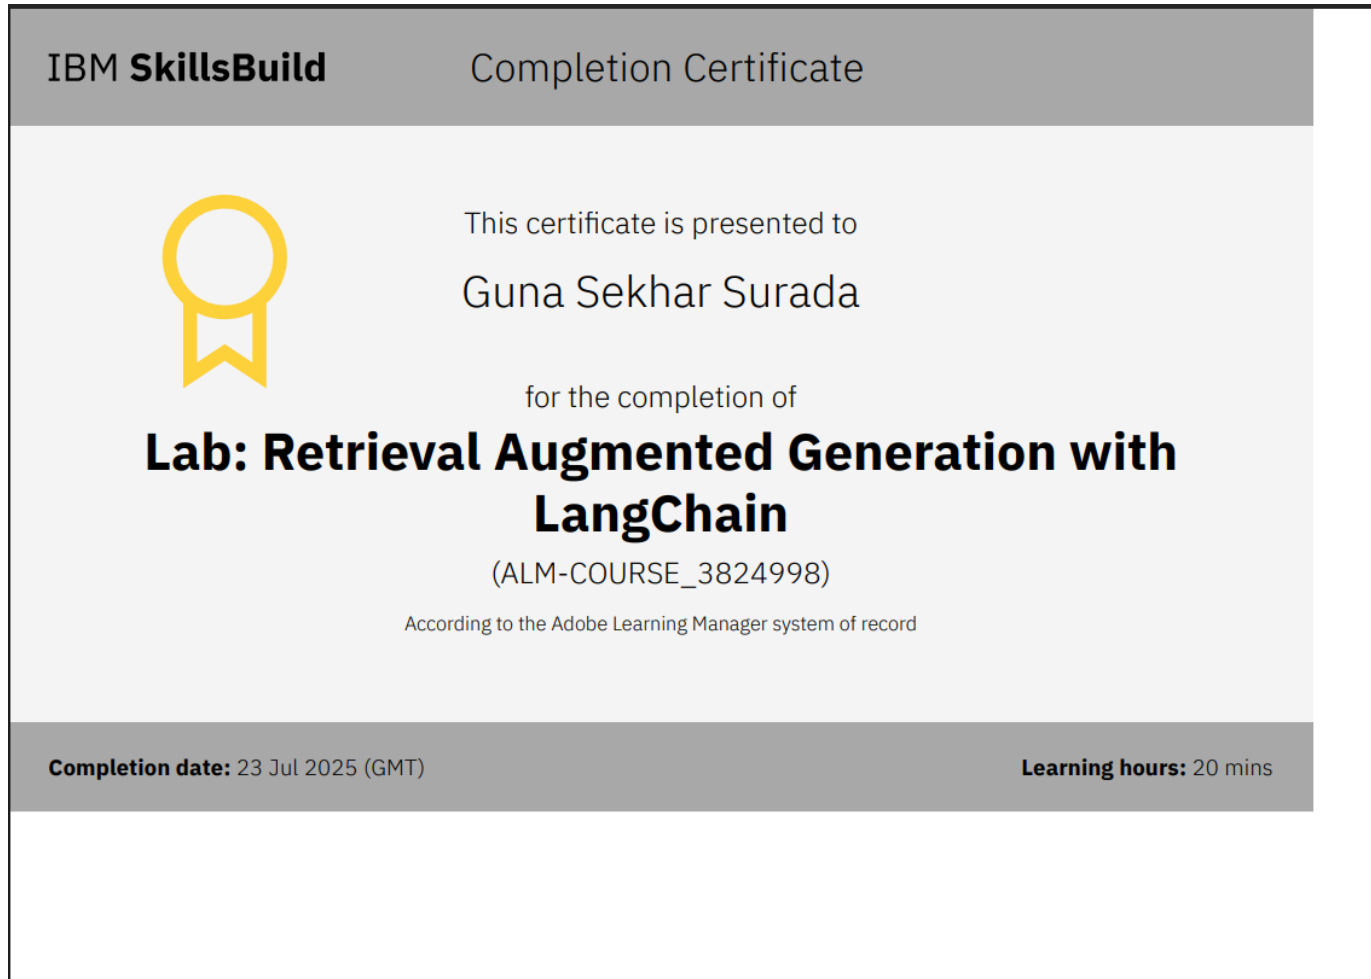 IBM SkillsBuild
Completion Certificate
This certificate is presented to
Guna Sekhar Surada
for the completion of
Lab: Retrieval Augmented Generation with
LangChain
(ALM-COURSE_3824998)
According to the Adobe Learning Manager system of record
Completion date: 23 Jul 2025 (GMT)
Learning hours: 20 mins